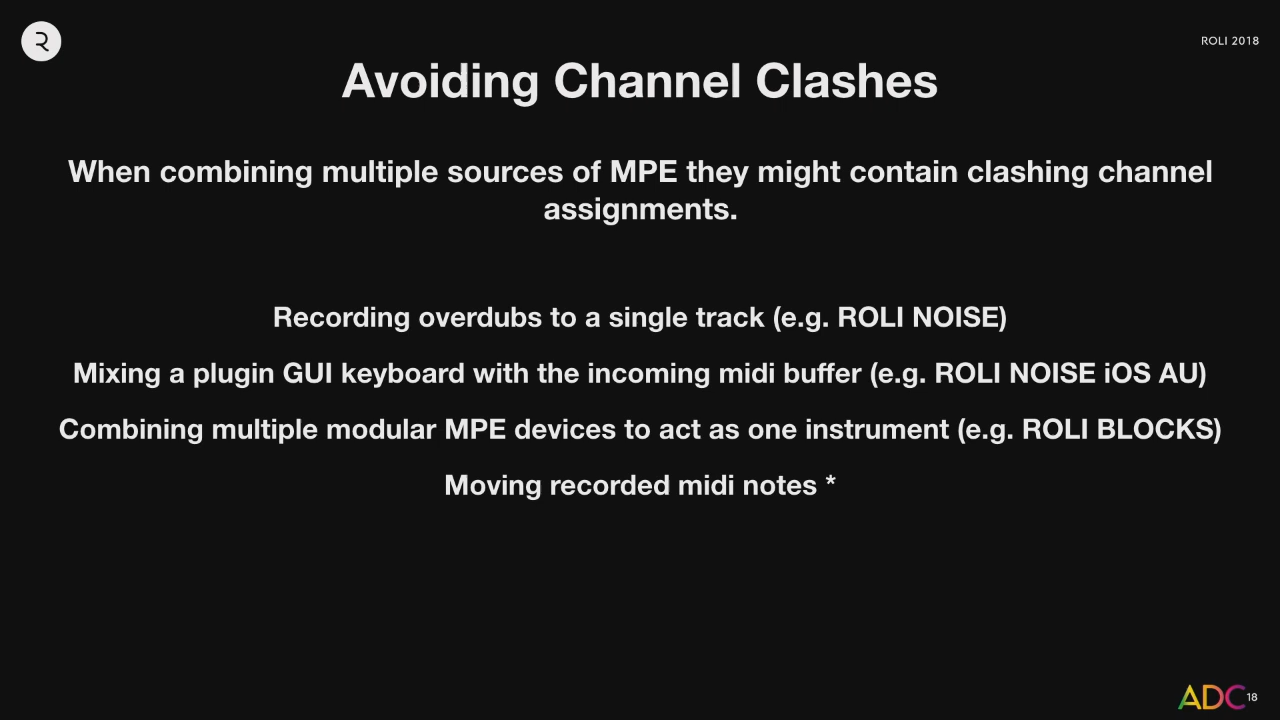 R
ROLI 2018
Avoiding Channel Clashes
When combining multiple sources of MPE they might contain clashing channel
assignments.
Recording overdubs to a single track (e.g. ROLI NOISE)
Mixing a plugin GUI keyboard with the incoming midi buffer (e.g. ROLI NOISE iOS AU)
Combining multiple modular MPE devices to act as one instrument (e.g. ROLI BLOCKS)
Moving recorded midi notes *
ADC18